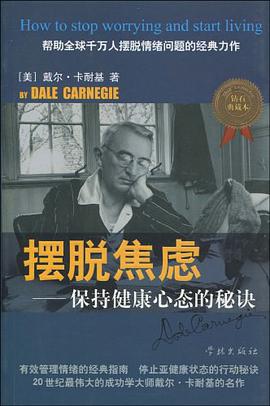 How to stop worrying and start living
帮助全球千万人摆脱情绪问题的经典力作
［美］戴尔·卡耐基 著
BY DALE CARNEGIE
钻石
典藏本
摆脱焦虑
——保持健康心态的秘诀
Dale Carnegie
学林出版社
有效管理情绪的经典指南 停止亚健康状态的行动秘诀
20世纪最伟大的成功学大师戴尔·卡耐基的名作